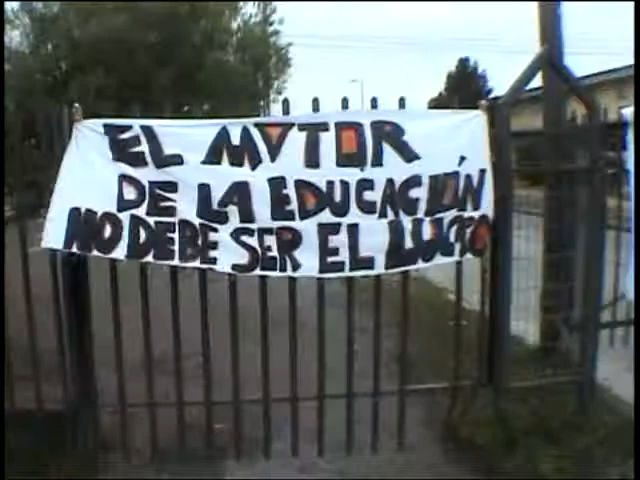 EL MOTOR
DE LA EDUCACIÓN
NO DEBE SER EL LUCRO